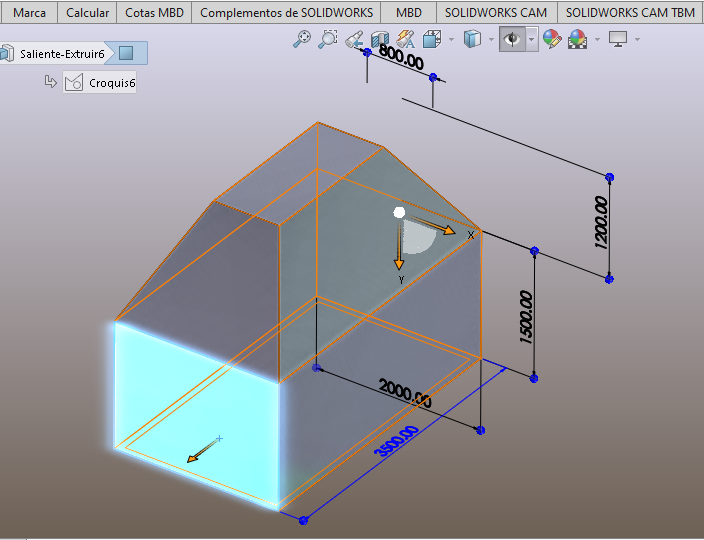 Marca Calcular Cotas MBD Complementos de SOLIDWORKS MBD SOLIDWORKS CAM SOLIDWORKS CAM TBM
Saliente-Extruir6
Croquis6
800.00
1200.00
X
Y
1500.00
2000.00
3500.00